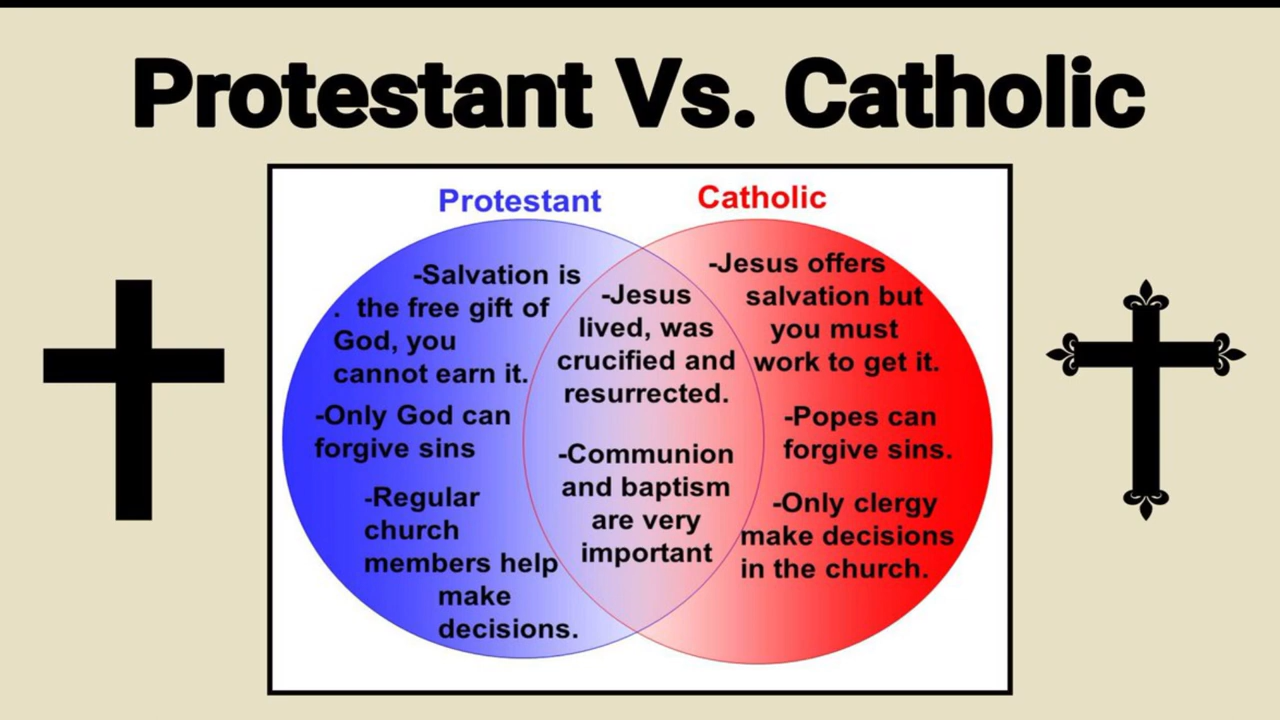 Protestant Vs. Catholic
Protestant
Catholic
-Salvation is
. the free gift of
God, you
cannot earn it.
-Only God can
forgive sins
-Regular
church
members help
make
decisions.
-Jesus
lived, was
crucified and
resurrected.
-Communion
and baptism
are very
important
-Jesus offers
salvation but
you must
work to get it.
-Popes can
forgive sins.
-Only clergy
make decisions
in the church.